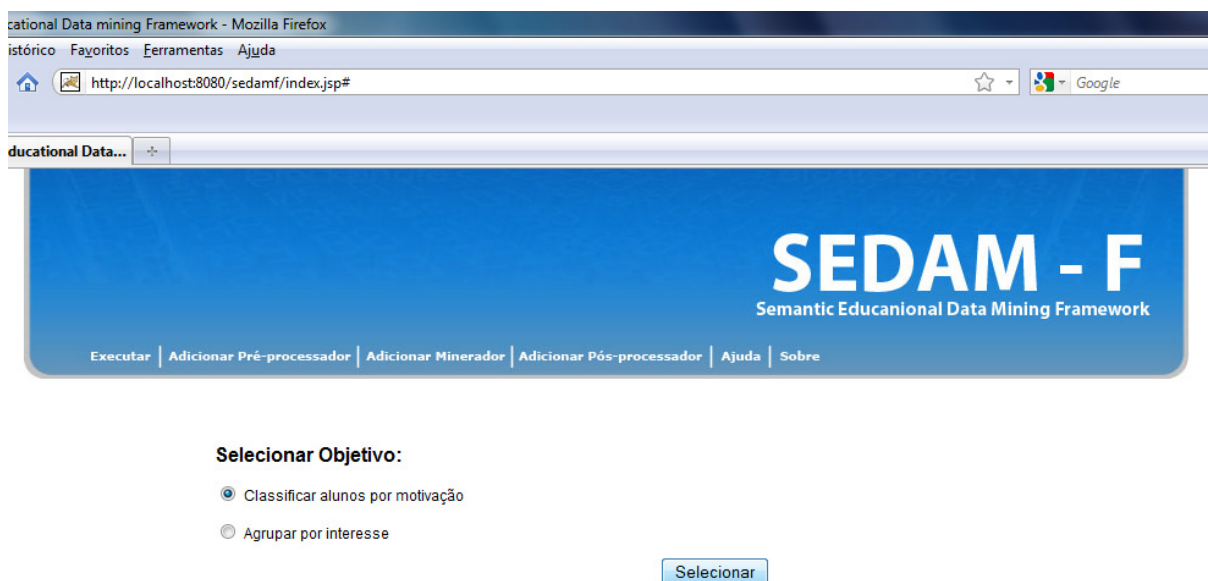 cational Data mining Framework - Mozilla Firefox
istórico Favoritos Ferramentas Ajuda
http://localhost:8080/sedamf/index.jsp#
Google
ducational Data...
SEDAM - F
Semantic Educanional Data Mining Framework
Executar | Adicionar Pré-processador | Adicionar Minerador | Adicionar Pós-processador | Ajuda | Sobre
Selecionar Objetivo:
Classificar alunos por motivação
Agrupar por interesse
Selecionar